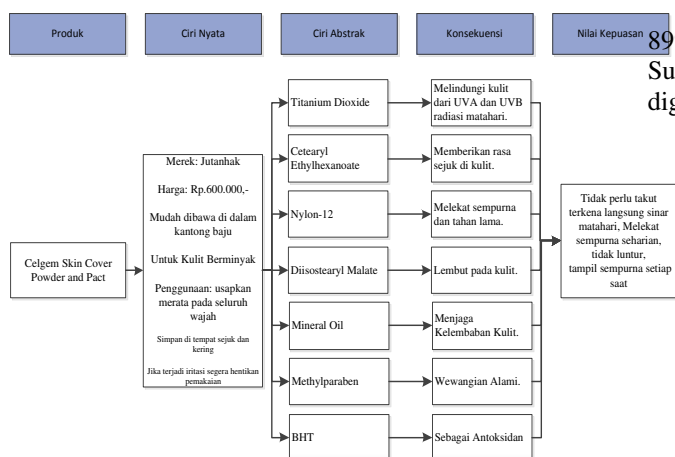 Produk
Ciri Nyata
Ciri Abstrak
Konsekuensi
Nilai Kepuasan
89
Su
dig
Celgem Skin Cover
Powder and Pact
Merek: Jutanhak
Harga: Rp.600.000,-
Mudah dibawa di dalam
kantong baju
Untuk Kulit Berminyak
Penggunaan: usapkan
merata pada seluruh
wajah
Simpan di tempat sejuk dan
kering
Jika terjadi iritasi segera hentikan
pemakaian
Titanium Dioxide
Melindungi kulit
dari UVA dan UVB
radiasi matahari.
Cetearyl
Ethylhexanoate
Memberikan rasa
sejuk di kulit.
Nylon-12
Melekat sempurna
dan tahan lama.
Diisostearyl Malate
Lembut pada kulit.
Mineral Oil
Menjaga
Kelembaban Kulit.
Methylparaben
Wewangian Alami.
BHT
Sebagai Antoksidan
Tidak perlu takut
terkena langsung sinar
matahari, Melekat
sempurna seharian,
tidak luntur,
tampil sempurna setiap
saat